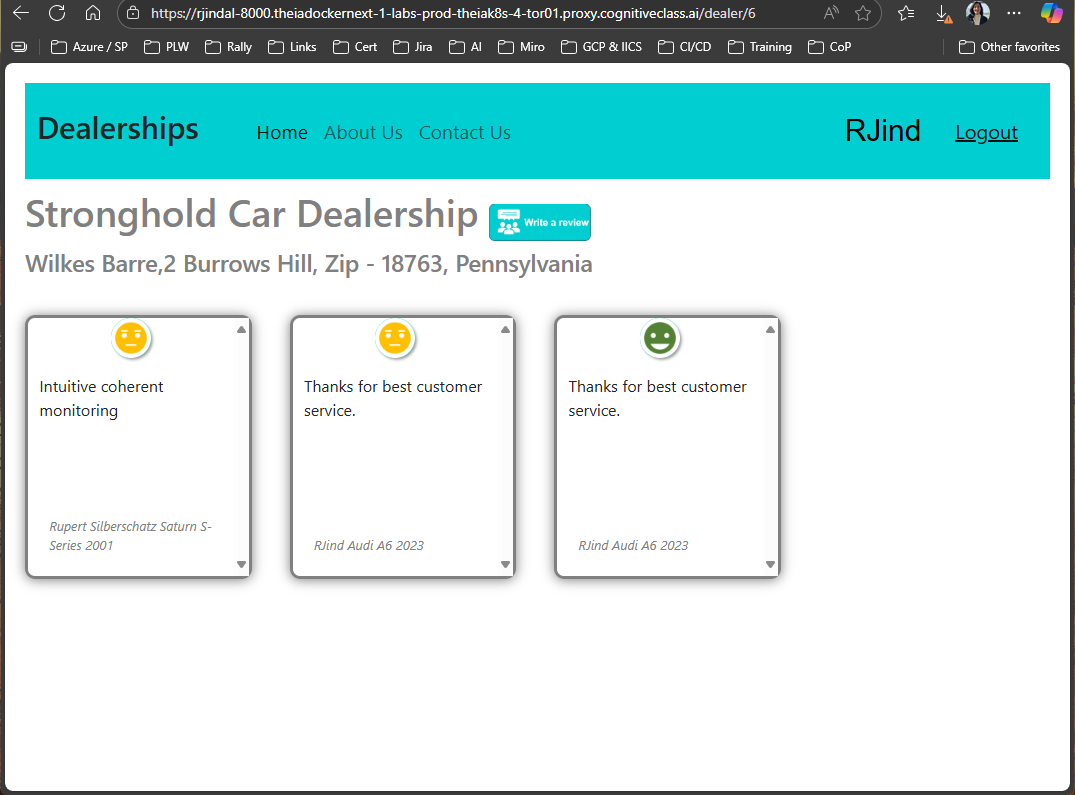 https://rjindal-8000.theiadockernext-1-labs-prod-theiak8s-4-tor01.proxy.cognitiveclass.ai/dealer/6
Azure / SP PLW Rally Links Cert Jira AI Miro GCP & IICS CI/CD Training CoP Other favorites
Dealerships Home About Us Contact Us RJind Logout
Stronghold Car Dealership Write a review
Wilkes Barre,2 Burrows Hill, Zip - 18763, Pennsylvania
Intuitive coherent
monitoring
Rupert Silberschatz Saturn S-
Series 2001
Thanks for best customer
service.
RJind Audi A6 2023
Thanks for best customer
service.
RJind Audi A6 2023